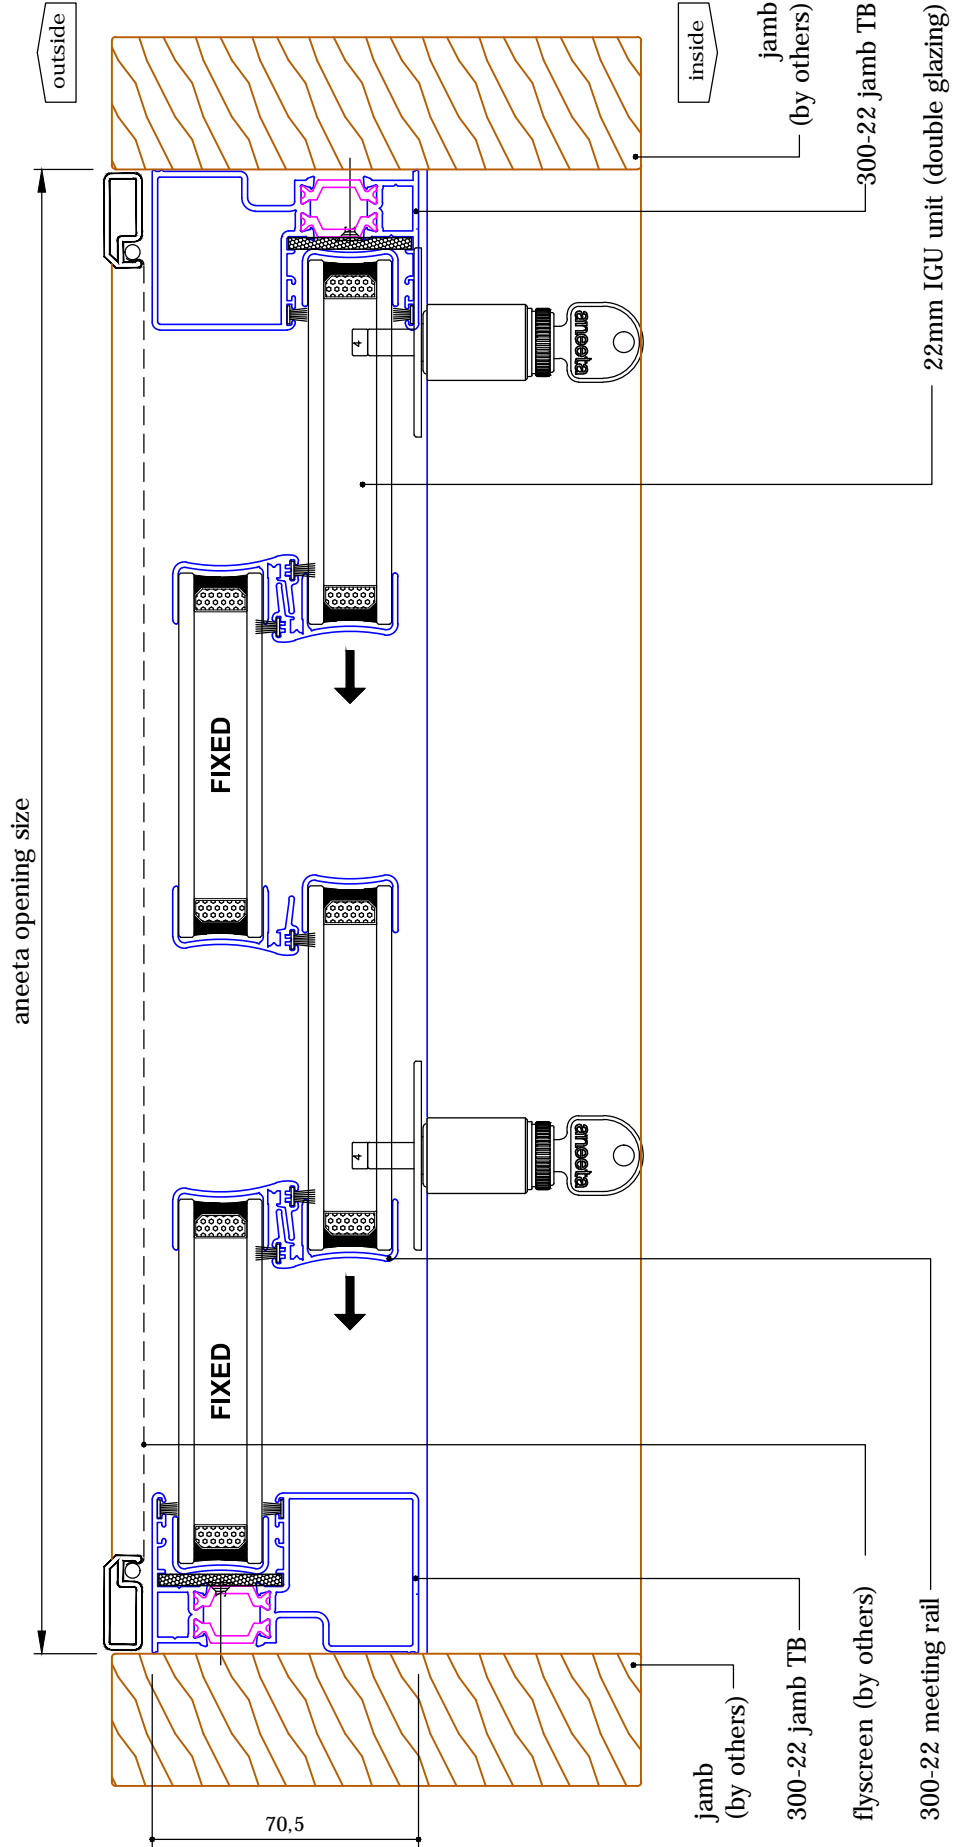 outside
inside
jamb
(by others)
300-22 jamb TB
22mm IGU unit (double glazing)
aneeta
4
FIXED
aneeta opening size
aneeta
4
FIXED
jamb
(by others)
300-22 jamb TB
flyscreen (by others)
300-22 meeting rail
70,5